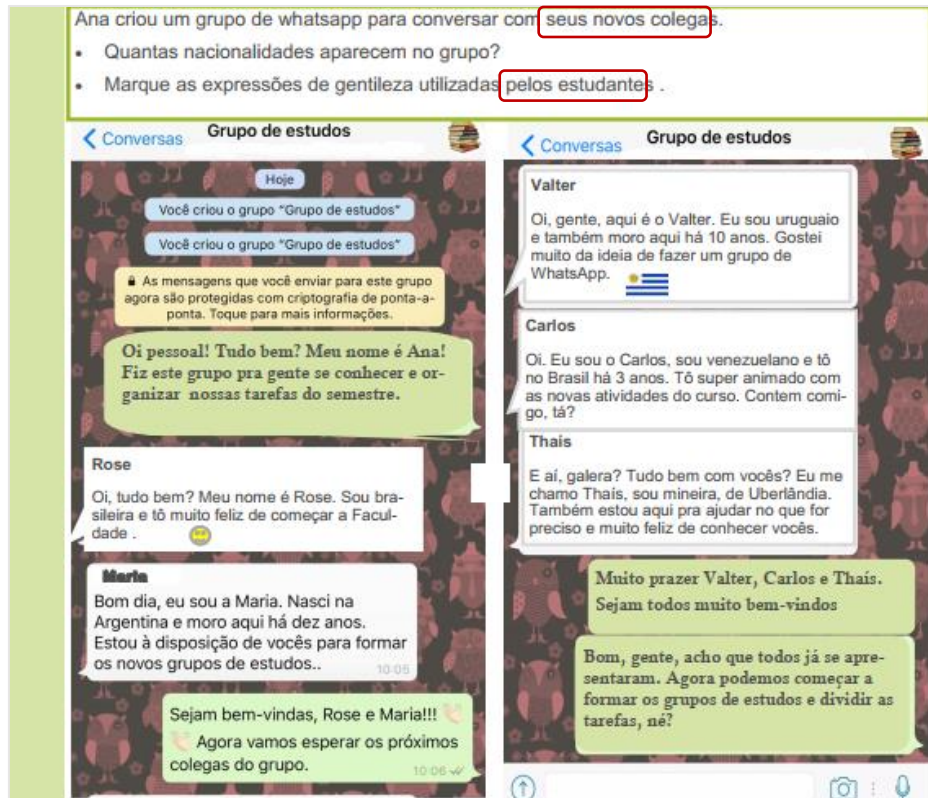 Ana criou um grupo de whatsapp para conversar com seus novos colegas.
• Quantas nacionalidades aparecem no grupo?
• Marque as expressões de gentileza utilizadas pelos estudantes .
Conversas
Grupo de estudos
Hoje
Você criou o grupo "Grupo de estudos"
Você criou o grupo "Grupo de estudos"
As mensagens que você enviar para este grupo
agora são protegidas com criptografia de ponta-a-
ponta. Toque para mais informações.
Oi pessoal! Tudo bem? Meu nome é Ana!
Fiz este grupo pra gente se conhecer e or-
ganizar nossas tarefas do semestre.
Rose
Oi, tudo bem? Meu nome é Rose. Sou bra-
sileira e tô muito feliz de começar a Facul-
dade .
Maria
Bom dia, eu sou a Maria. Nasci na
Argentina e moro aqui há dez anos.
Estou à disposição de vocês para formar
os novos grupos de estudos..
10:05
Sejam bem-vindas, Rose e Maria!!!
Agora vamos esperar os próximos
colegas do grupo.
10:06
Conversas
Grupo de estudos
Valter
Oi, gente, aqui é o Valter. Eu sou uruguaio
e também moro aqui há 10 anos. Gostei
muito da ideia de fazer um grupo de
WhatsApp.
Carlos
Oi. Eu sou o Carlos, sou venezuelano e tô
no Brasil há 3 anos. Tô super animado com
as novas atividades do curso. Contem comi-
go, tá?
Thaís
E aí, galera? Tudo bem com vocês? Eu me
chamo Thaís, sou mineira, de Uberlândia.
Também estou aqui pra ajudar no que for
preciso e muito feliz de conhecer vocês.
Muito prazer Valter, Carlos e Thaís.
Sejam todos muito bem-vindos
Bom, gente, acho que todos já se apre-
sentaram. Agora podemos começar a
formar os grupos de estudos e dividir as
tarefas, né?